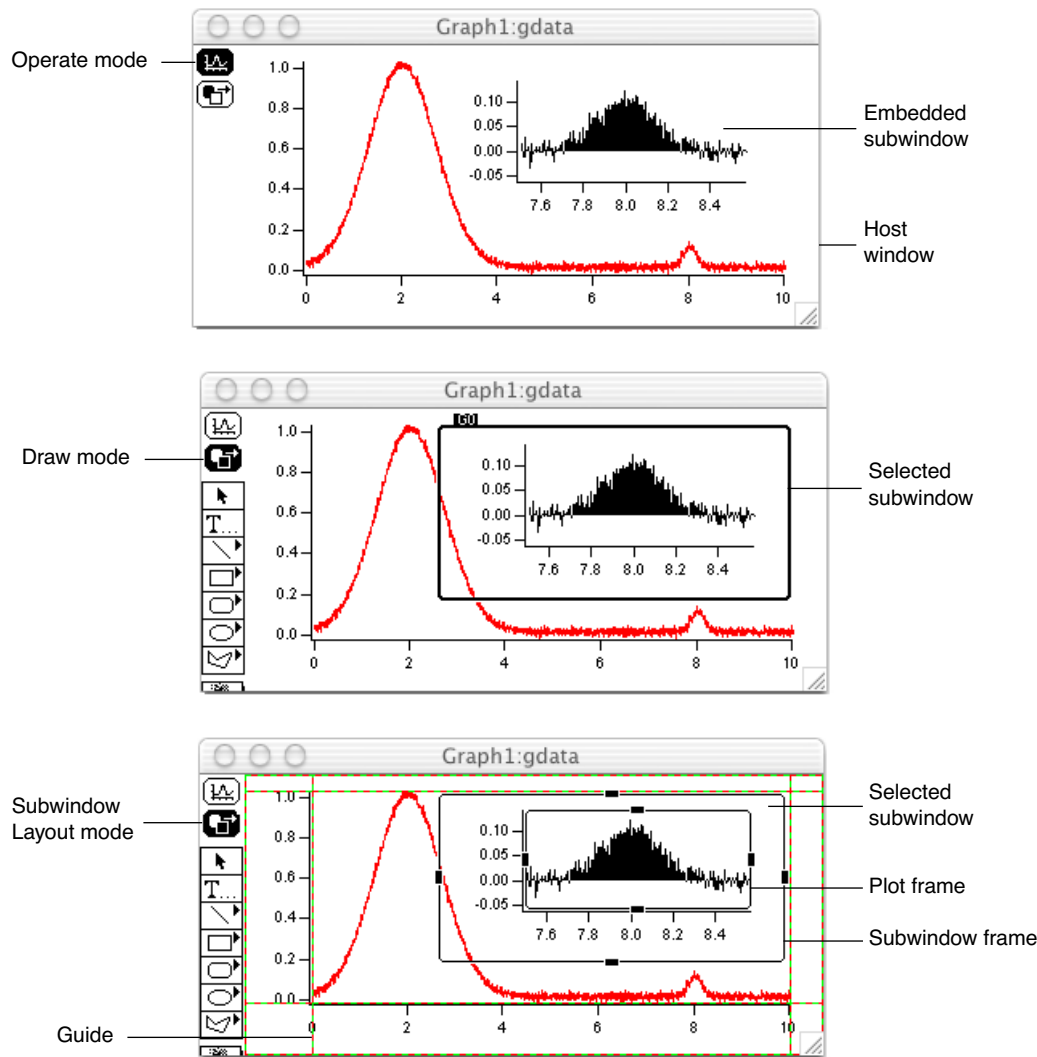 Graph1:gdata
Operate mode
1.0
0.8
0.6
0.4
0.2
0.0
0 2 4 6 8 10
0.10
0.05
0.00
-0.05
7.6 7.8 8.0 8.2 8.4
Embedded
subwindow
Host
window
Graph1:gdata
G0
Draw mode
T...
1.0
0.8
0.6
0.4
0.2
0.0
0 2 4 6 8 10
0.10
0.05
0.00
-0.05
7.6 7.8 8.0 8.2 8.4
Selected
subwindow
Graph1:gdata
Subwindow
Layout mode
T...
1.0
0.8
0.6
0.4
0.2
0.0
0 2 4 6 8 10
0.10
0.05
0.00
-0.05
7.6 7.8 8.0 8.2 8.4
Selected
subwindow
Plot frame
Subwindow frame
Guide